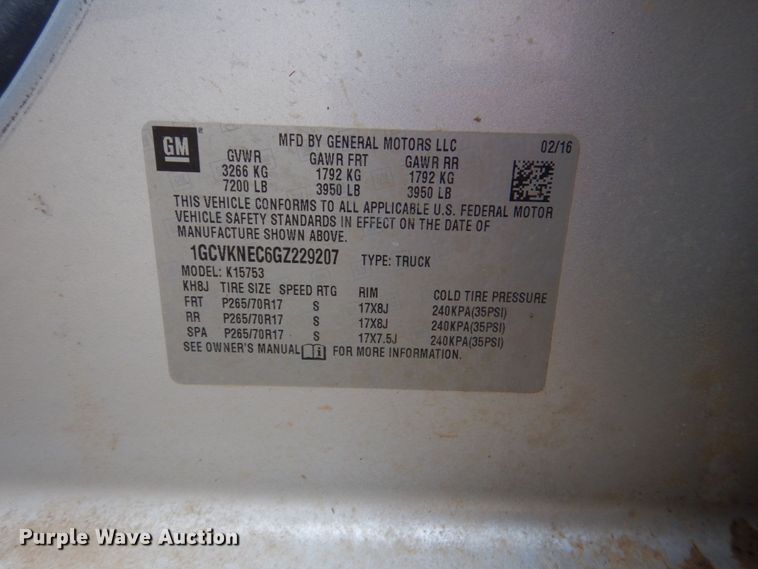 GM
MFD BY GENERAL MOTORS LLC 02/16
GVWR GAWR FRT GAWR RR
3266 KG 1792 KG 1792 KG
7200 LB 3950 LB 3950 LB
THIS VEHICLE CONFORMS TO ALL APPLICABLE U.S. FEDERAL MOTOR
VEHICLE SAFETY STANDARDS IN EFFECT ON THE DATE OF
MANUFACTURE SHOWN ABOVE.
1GCVKNEC6GZ229207 TYPE: TRUCK
MODEL: K15753
KH8J TIRE SIZE SPEED RTG RIM COLD TIRE PRESSURE
FRT P265/70R17 S 17X8J 240KPA(35PSI)
RR P265/70R17 S 17X8J 240KPA(35PSI)
SPA P265/70R17 S 17X7.5J 240KPA(35PSI)
SEE OWNER'S MANUAL FOR MORE INFORMATION.
Purple Wave Auction